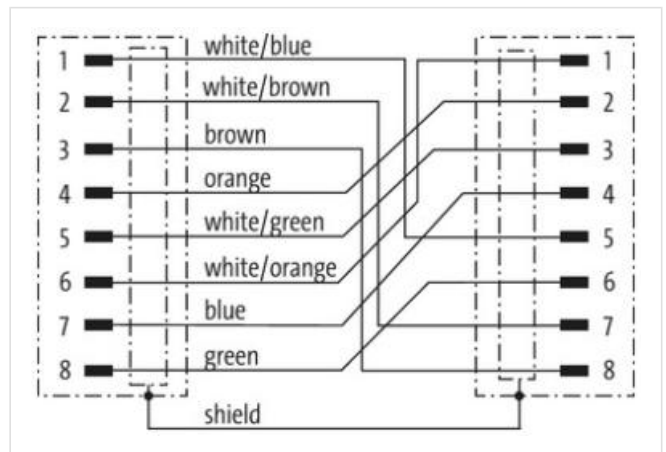 1 white/blue 1
2 white/brown 2
3 brown 3
4 orange 4
5 white/green 5
6 white/orange 6
7 blue 7
8 green 8
shield